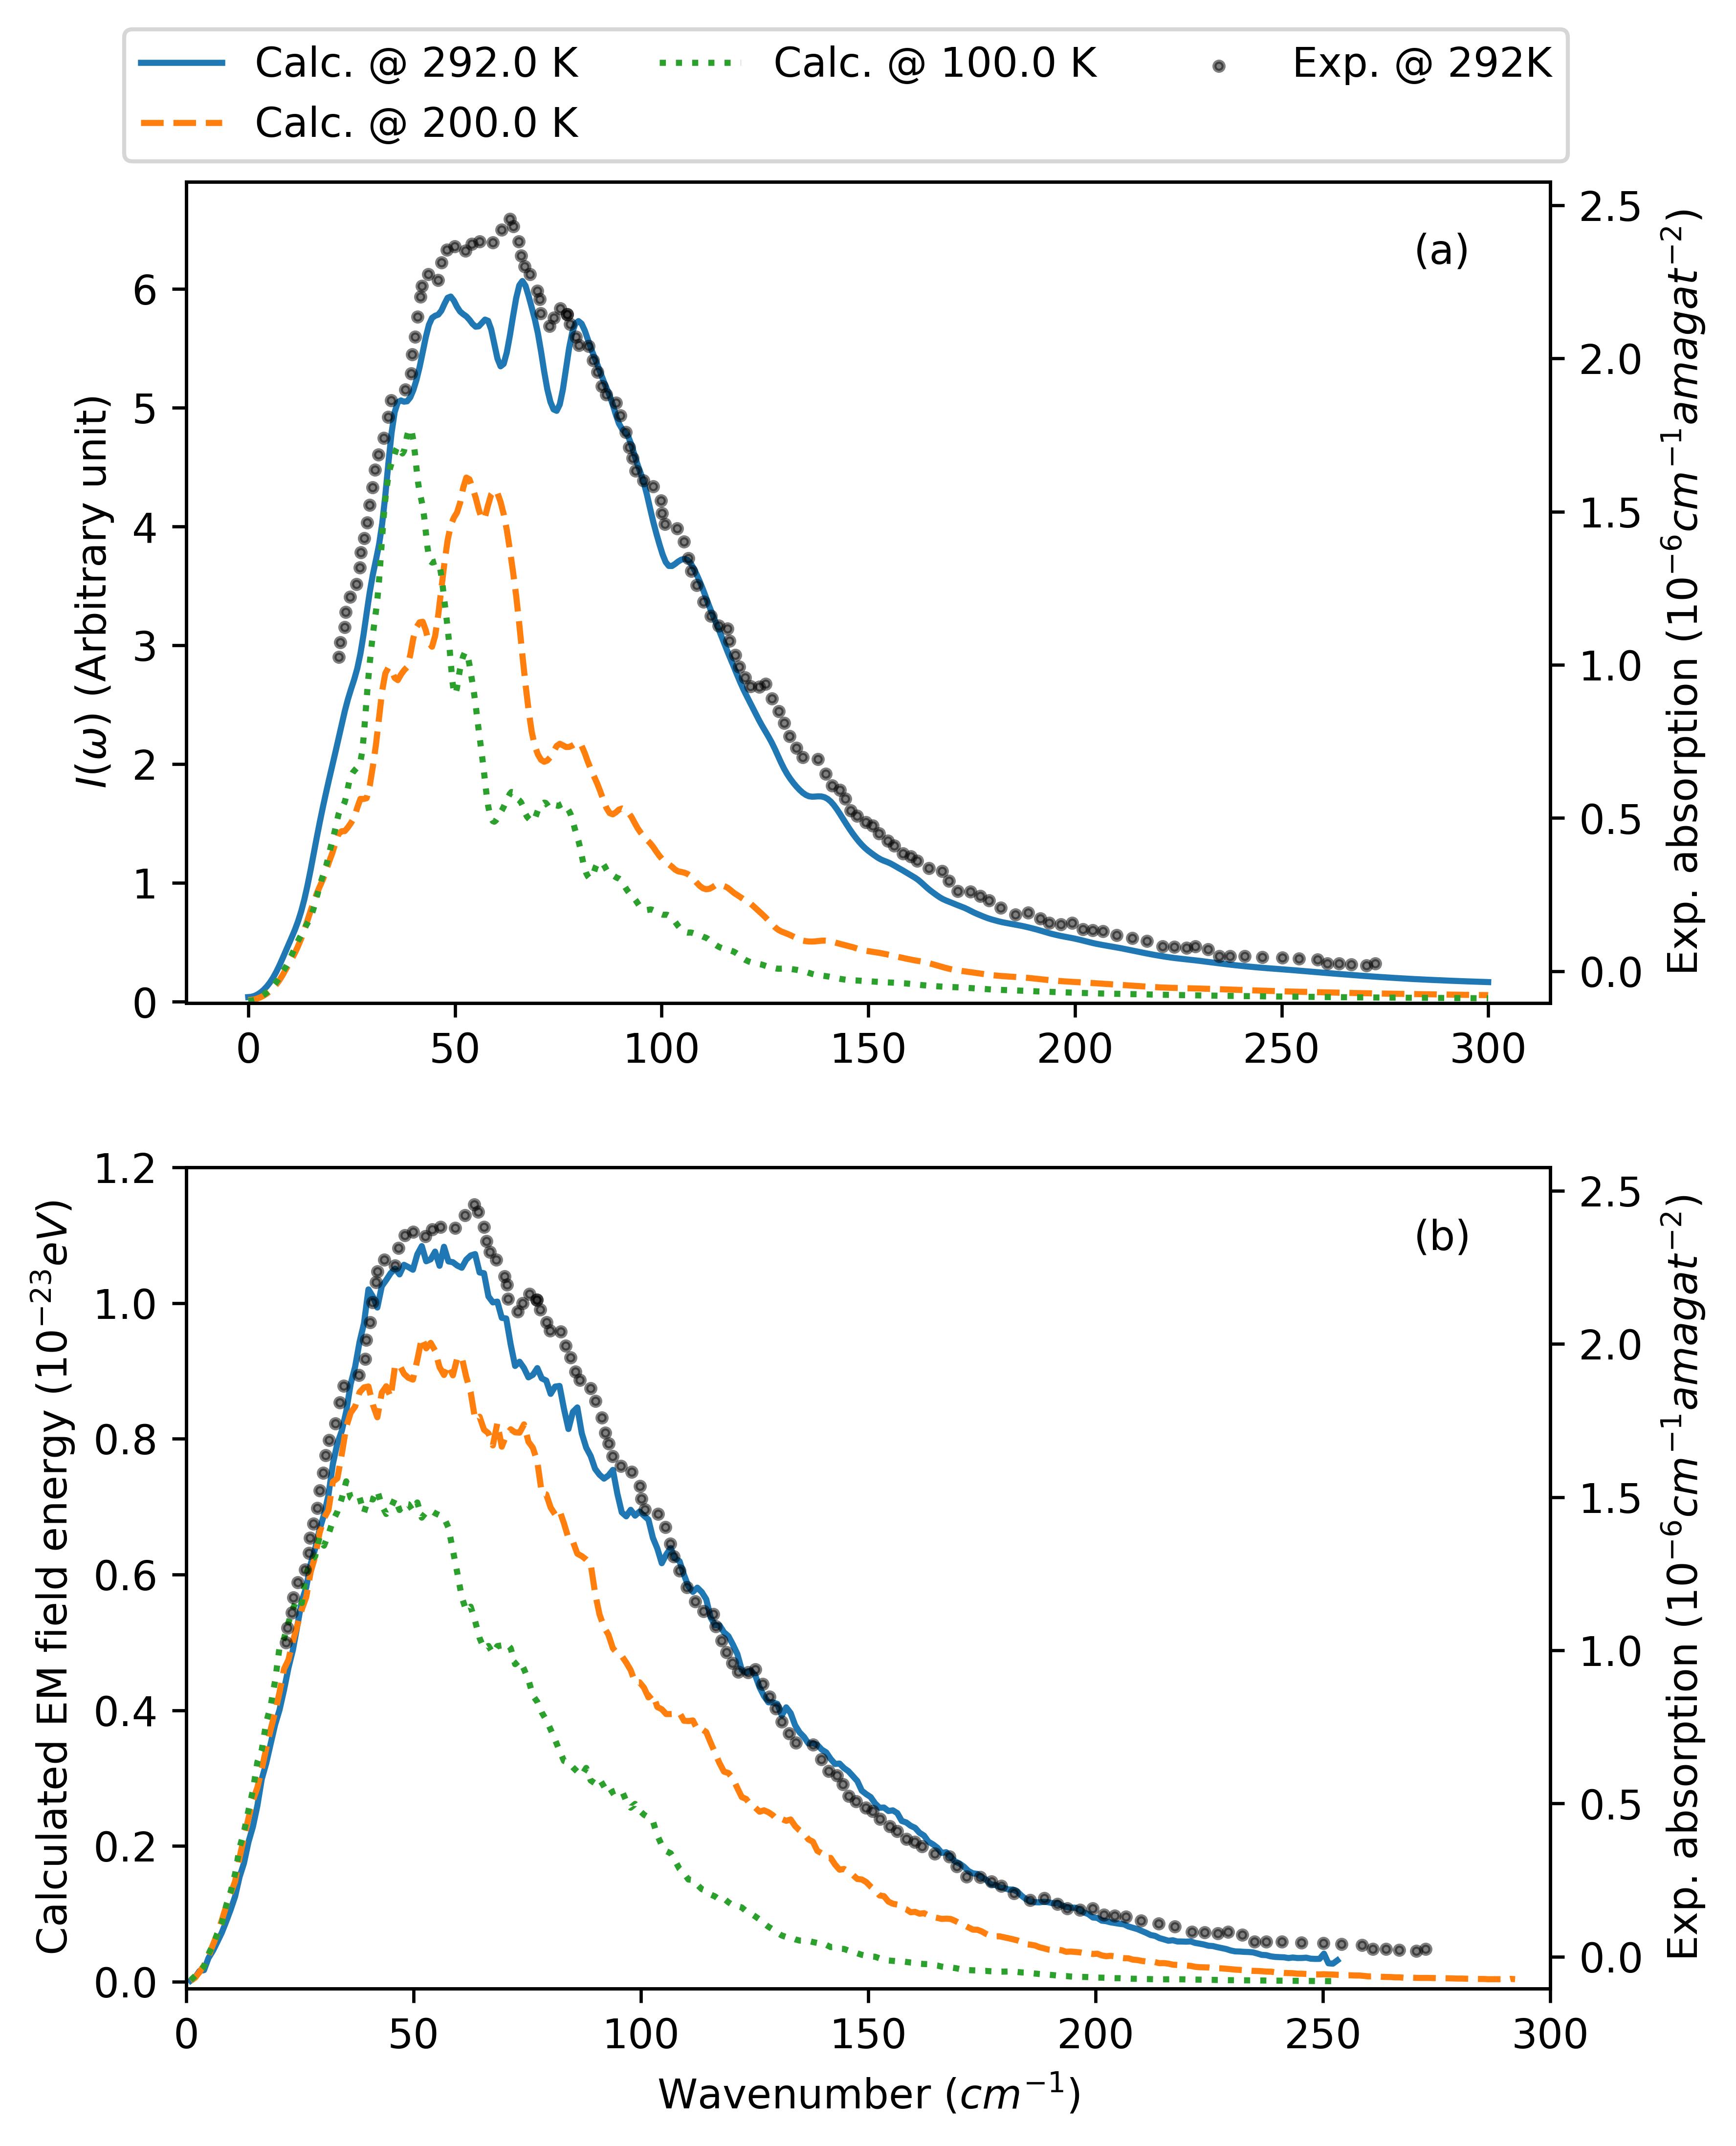 Calc. @ 292.0 K
Calc. @ 200.0 K
Calc. @ 100.0 K
Exp. @ 292K
(a)
I(ω) (Arbitrary unit)
6
5
4
3
2
1
0
2.5
2.0
1.5
1.0
0.5
0.0
Exp. absorption (10⁻⁶cm⁻¹amagat⁻²)
0 50 100 150 200 250 300
(b)
Calculated EM field energy (10⁻²³eV)
1.2
1.0
0.8
0.6
0.4
0.2
0.0
2.5
2.0
1.5
1.0
0.5
0.0
Exp. absorption (10⁻⁶cm⁻¹amagat⁻²)
0 50 100 150 200 250 300
Wavenumber (cm⁻¹)